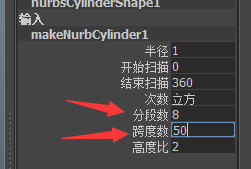 nurbsCylinderShape1
输入
makeNurbCylinder1
半径 1
开始扫描 0
结束扫描 360
次数 立方
分段数 8
跨度数 50
高度比 2